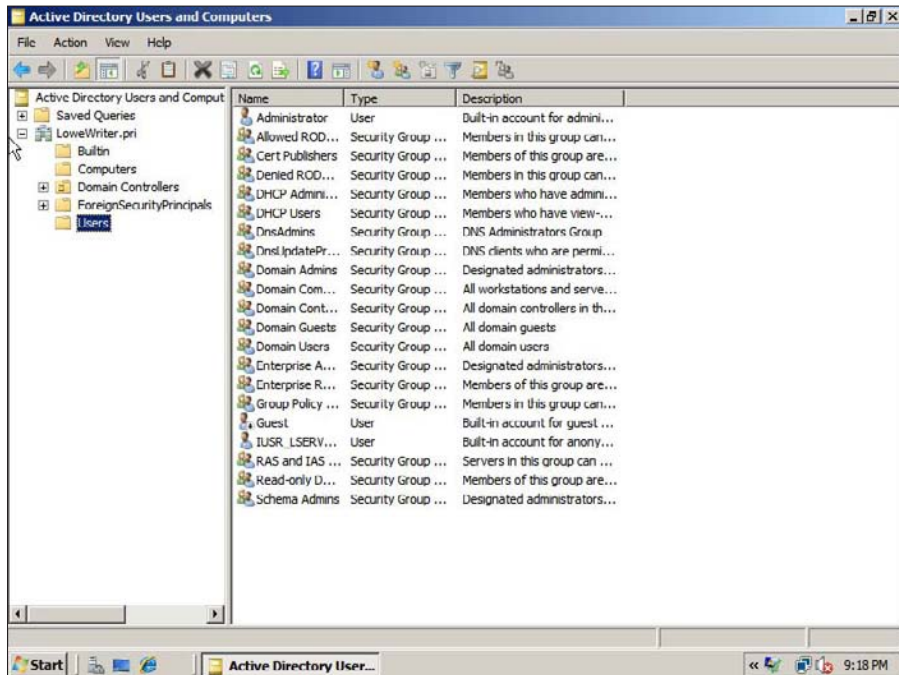 Active Directory Users and Computers
File Action View Help
Active Directory Users and Comput
Saved Queries
LoweWriter.pri
Builtin
Computers
Domain Controllers
ForeignSecurityPrincipals
Users
Name Type Description
Administrator User Built-in account for admini...
Allowed ROD... Security Group ... Members in this group can...
Cert Publishers Security Group ... Members of this group are...
Denied ROD... Security Group ... Members in this group can...
DHCP Admini... Security Group ... Members who have admini...
DHCP Users Security Group ... Members who have view-...
DnsAdmins Security Group ... DNS Administrators Group
DnsUpdatePr... Security Group ... DNS clients who are permi...
Domain Admins Security Group ... Designated administrators...
Domain Com... Security Group ... All workstations and serve...
Domain Cont... Security Group ... All domain controllers in th...
Domain Guests Security Group ... All domain guests
Domain Users Security Group ... All domain users
Enterprise A... Security Group ... Designated administrators...
Enterprise R... Security Group ... Members of this group are...
Group Policy ... Security Group ... Members in this group can...
Guest User Built-in account for guest ...
IUSR_LSERV... User Built-in account for anony...
RAS and IAS ... Security Group ... Servers in this group can ...
Read-only D... Security Group ... Members of this group are...
Schema Admins Security Group ... Designated administrators...
Start Active Directory User... « 9:18 PM